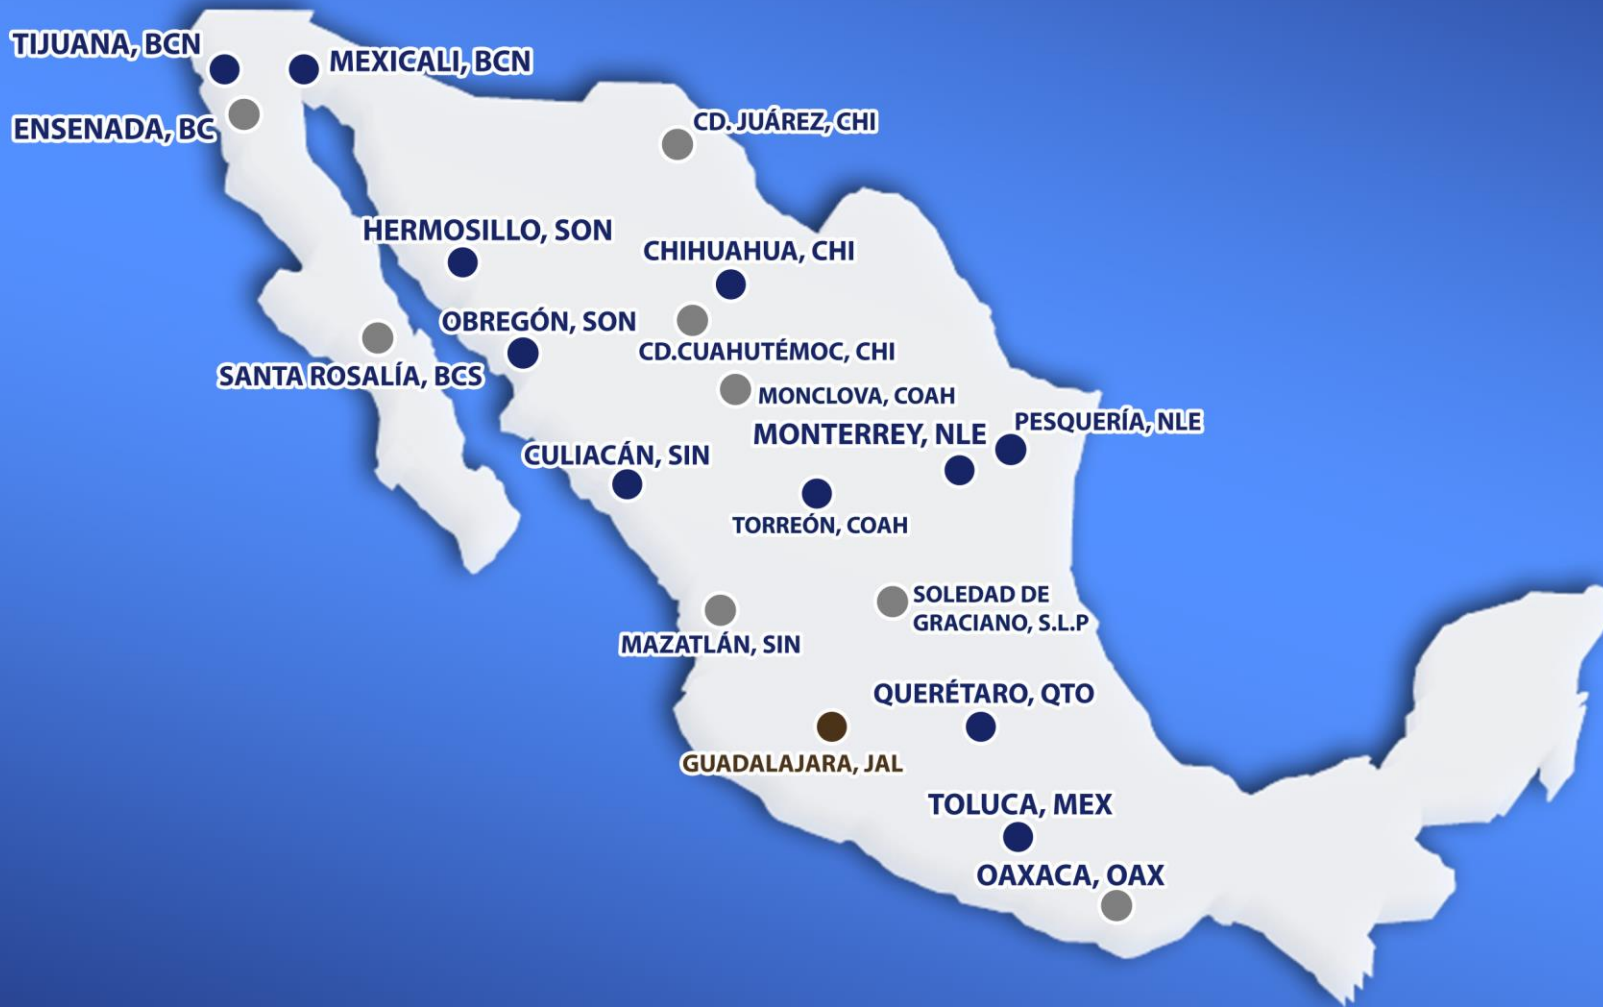 TIJUANA, BCN
MEXICALI, BCN
ENSENADA, BC
CD. JUÁREZ, CHI
HERMOSILLO, SON
CHIHUAHUA, CHI
OBREGÓN, SON
CD.CUAHUTÉMOC, CHI
SANTA ROSALÍA, BCS
MONCLOVA, COAH
PESQUERÍA, NLE
MONTERREY, NLE
CULIACÁN, SIN
TORREÓN, COAH
SOLEDAD DE
GRACIANO, S.L.P
MAZATLÁN, SIN
QUERÉTARO, QTO
GUADALAJARA, JAL
TOLUCA, MEX
OAXACA, OAX